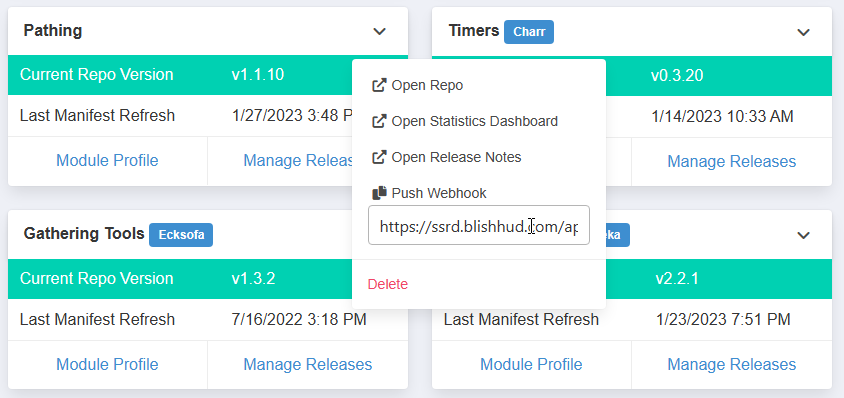 Pathing
Current Repo Version v1.1.10
Last Manifest Refresh 1/27/2023 3:48 P
Module Profile Manage Releas
Timers Charr
v0.3.20
1/14/2023 10:33 AM
Manage Releases
Open Repo
Open Statistics Dashboard
Open Release Notes
Push Webhook
https://ssrd.blishhud.com/ap
Delete
Gathering Tools Ecksofa
Current Repo Version v1.3.2
Last Manifest Refresh 7/16/2022 3:18 PM
Module Profile Manage Releases
eka
v2.2.1
Last Manifest Refresh 1/23/2023 7:51 PM
Module Profile Manage Releases